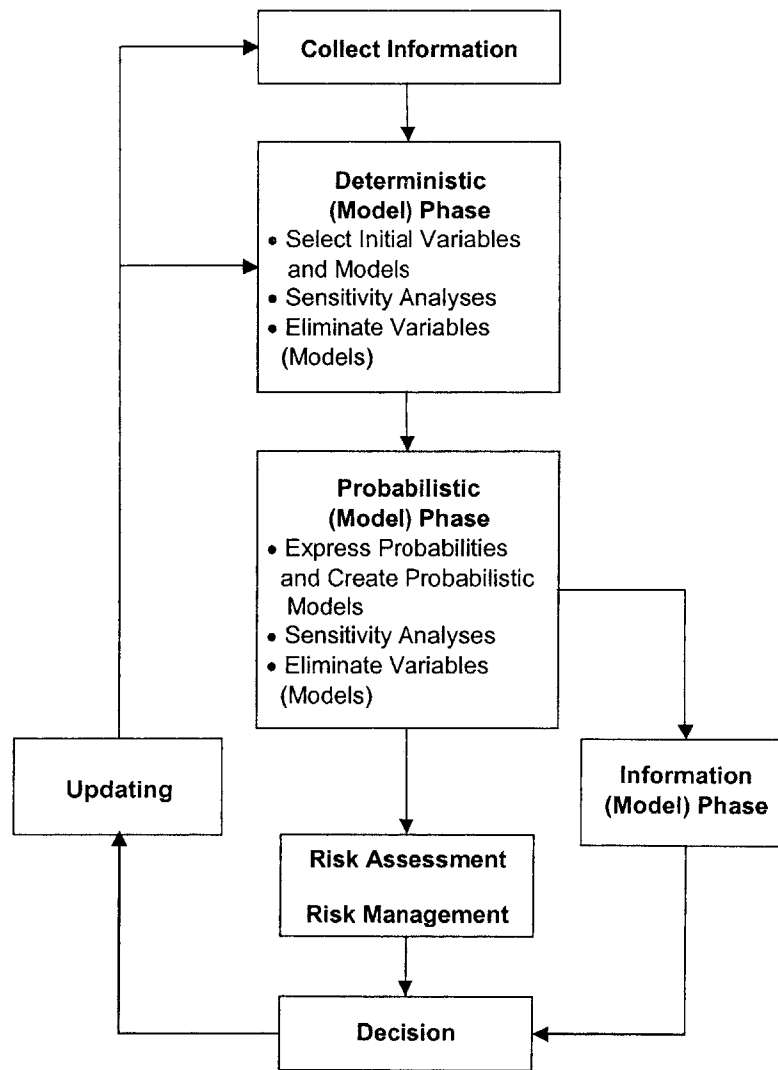 Collect Information
Deterministic
(Model) Phase
• Select Initial Variables
and Models
• Sensitivity Analyses
• Eliminate Variables
(Models)
Probabilistic
(Model) Phase
• Express Probabilities
and Create Probabilistic
Models
• Sensitivity Analyses
• Eliminate Variables
(Models)
Updating
Information
(Model) Phase
Risk Assessment
Risk Management
Decision